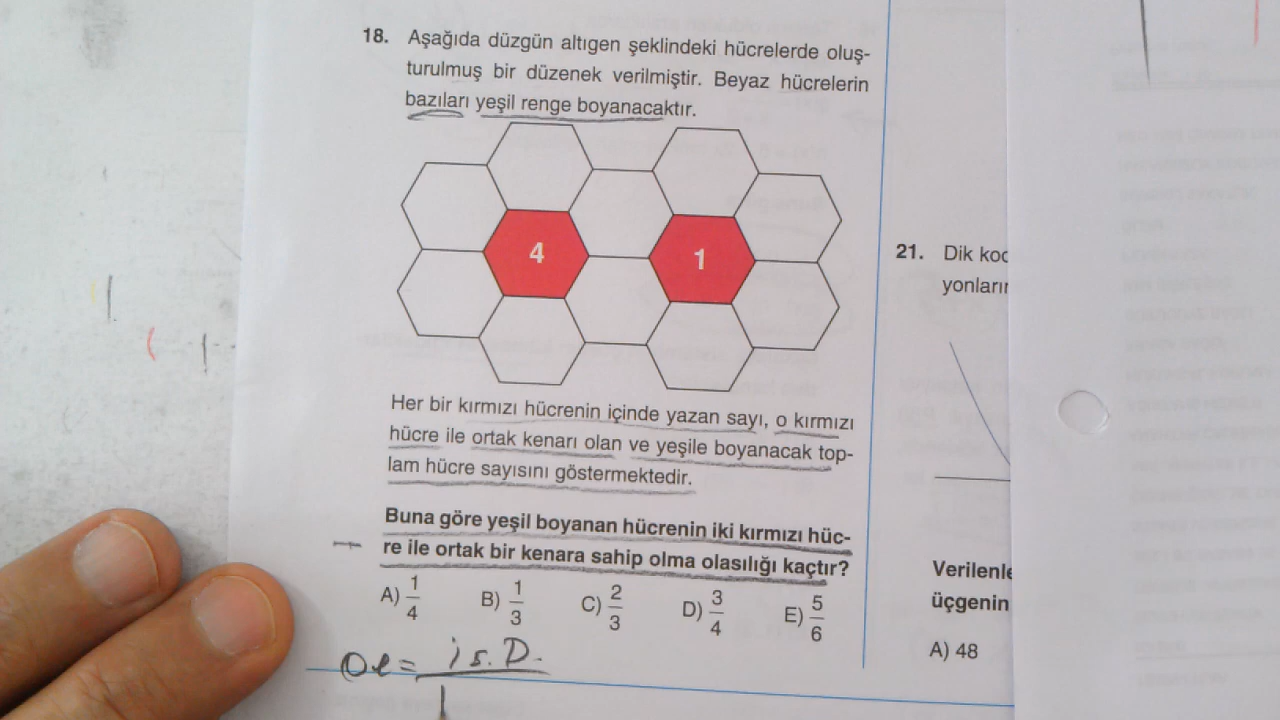 18. Aşağıda düzgün altıgen şeklindeki hücrelerde oluş-
turulmuş bir düzenek verilmiştir. Beyaz hücrelerin
bazıları yeşil renge boyanacaktır.
4
1
Her bir kırmızı hücrenin içinde yazan sayı, o kırmızı
hücre ile ortak kenarı olan ve yeşile boyanacak top-
lam hücre sayısını göstermektedir.
Buna göre yeşil boyanan hücrenin iki kırmızı hüc-
re ile ortak bir kenara sahip olma olasılığı kaçtır?
A) 1/4 B) 1/3 C) 2/3 D) 3/4 E) 5/6
= is. D.
21. Dik
yonların
Verilenle
üçgenin
A) 48